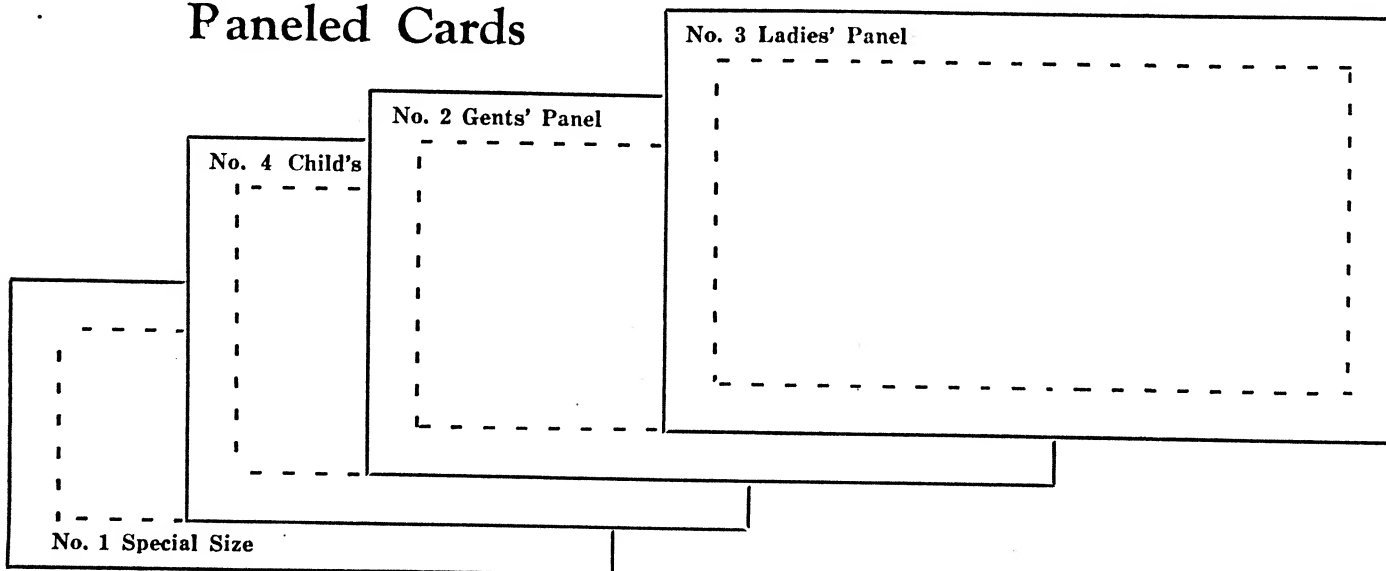 Paneled Cards
No. 3 Ladies' Panel
No. 2 Gents' Panel
No. 4 Child's
No. 1 Special Size